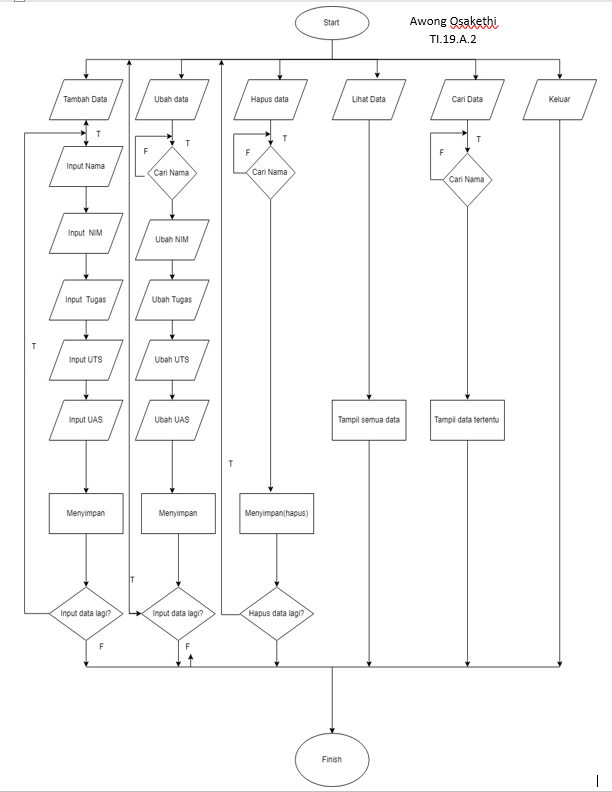 Start
Awong Osakethi
TI.19.A.2
Tambah Data
Ubah data
Hapus data
Lihat Data
Cari Data
Keluar
T
T
T
T
F
F
F
Input Nama
Cari Nama
Cari Nama
Cari Nama
Input NIM
Ubah NIM
Input Tugas
Ubah Tugas
T
Input UTS
Ubah UTS
Input UAS
Ubah UAS
Tampil semua data
Tampil data tertentu
T
Menyimpan
Menyimpan
Menyimpan(hapus)
T
Input data lagi?
Input data lagi?
Hapus data lagi?
F
F
Finish